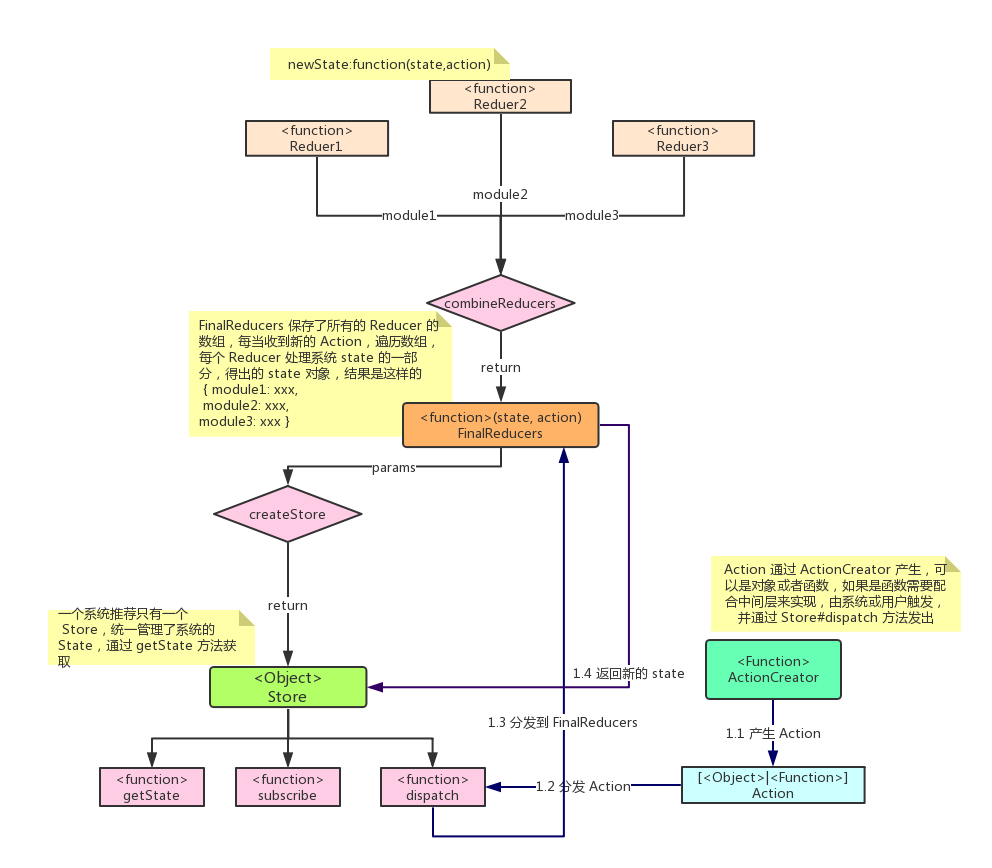 newState:function(state,action)
<function>
Reduer2
<function>
Reduer1
<function>
Reduer3
module2
module1
module3
combineReducers
FinalReducers 保存了所有的 Reducer 的
数组，每当收到新的 Action，遍历数组，
每个 Reducer 处理系统 state 的一部
分，得出的 state 对象，结果是这样的
{ module1: xxx,
module2: xxx,
module3: xxx }
return
<function>(state, action)
FinalReducers
params
createStore
return
一个系统推荐只有一个
Store，统一管理了系统的
State，通过 getState 方法获
取
<Object>
Store
Action 通过 ActionCreator 产生，可
以是对象或者函数，如果是函数需要配
合中间层来实现，由系统或用户触发，
并通过 Store#dispatch 方法发出
<Function>
ActionCreator
1.4 返回新的 state
1.3 分发到 FinalReducers
1.1 产生 Action
<function>
getState
<function>
subscribe
<function>
dispatch
1.2 分发 Action
[<Object>|<Function>]
Action